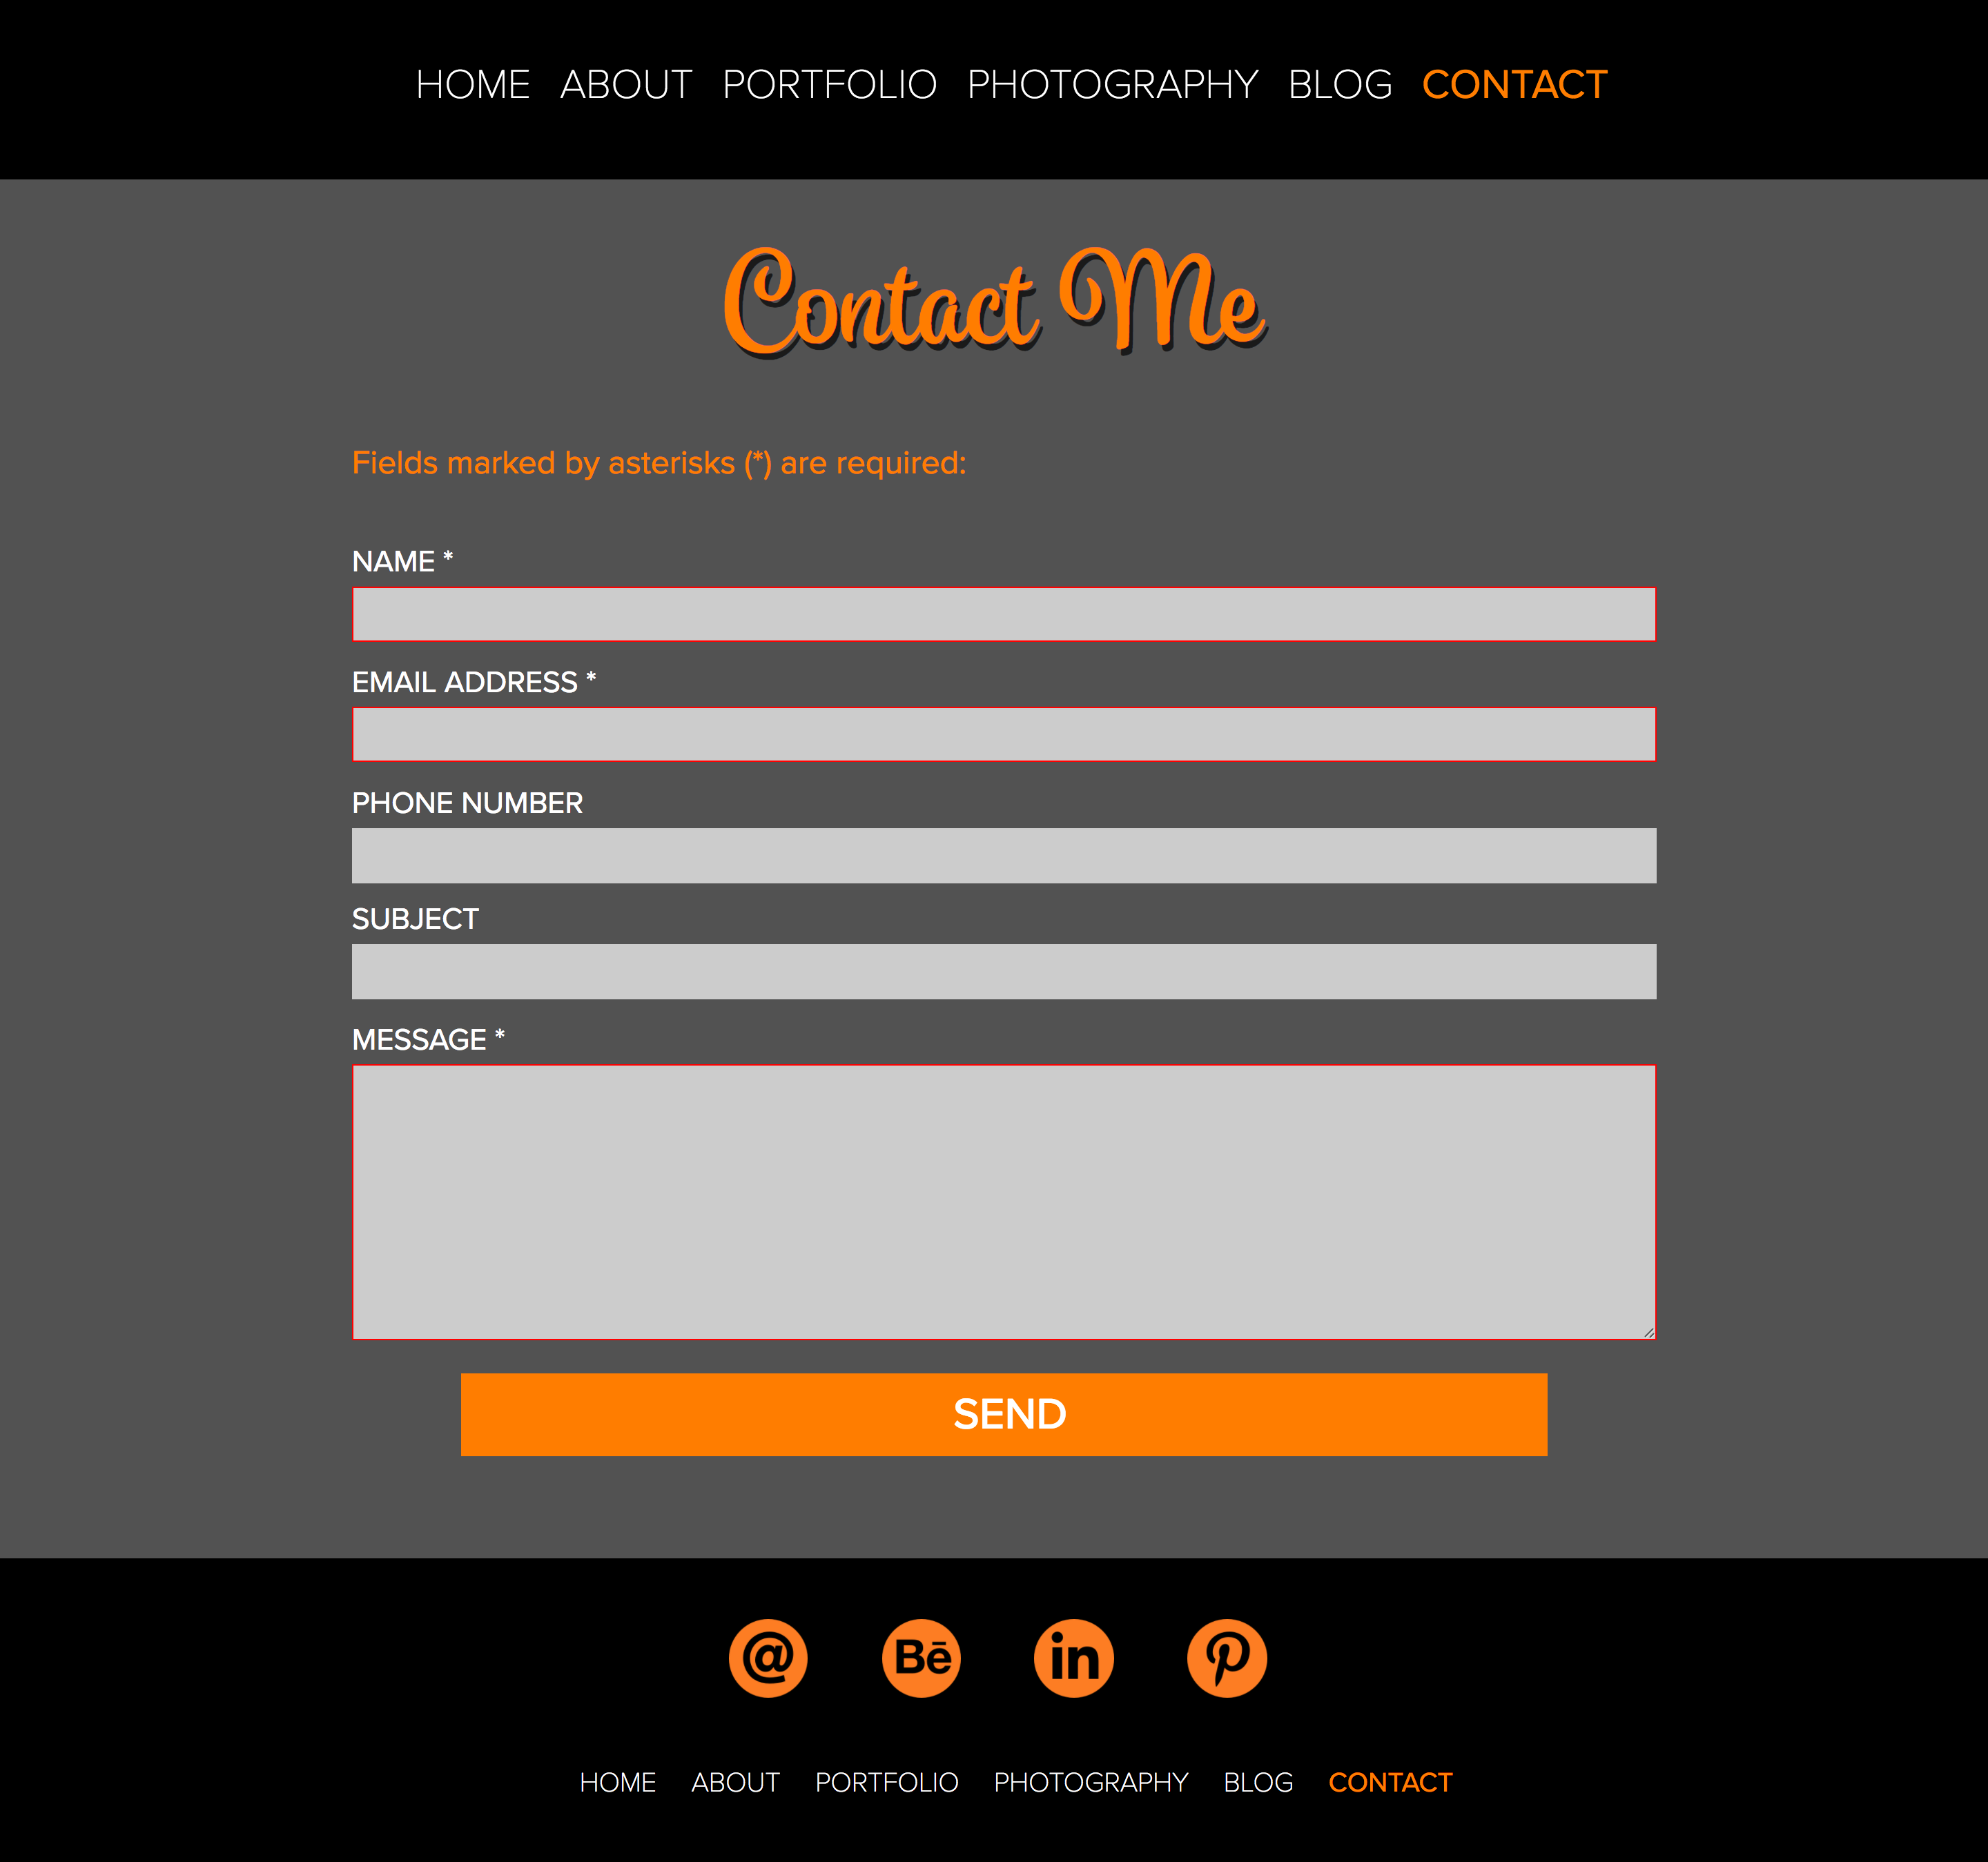 HOME ABOUT PORTFOLIO PHOTOGRAPHY BLOG CONTACT
Contact Me
Fields marked by asterisks (*) are required:
NAME *
EMAIL ADDRESS *
PHONE NUMBER
SUBJECT
MESSAGE *
SEND
@ Bē in p
HOME ABOUT PORTFOLIO PHOTOGRAPHY BLOG CONTACT